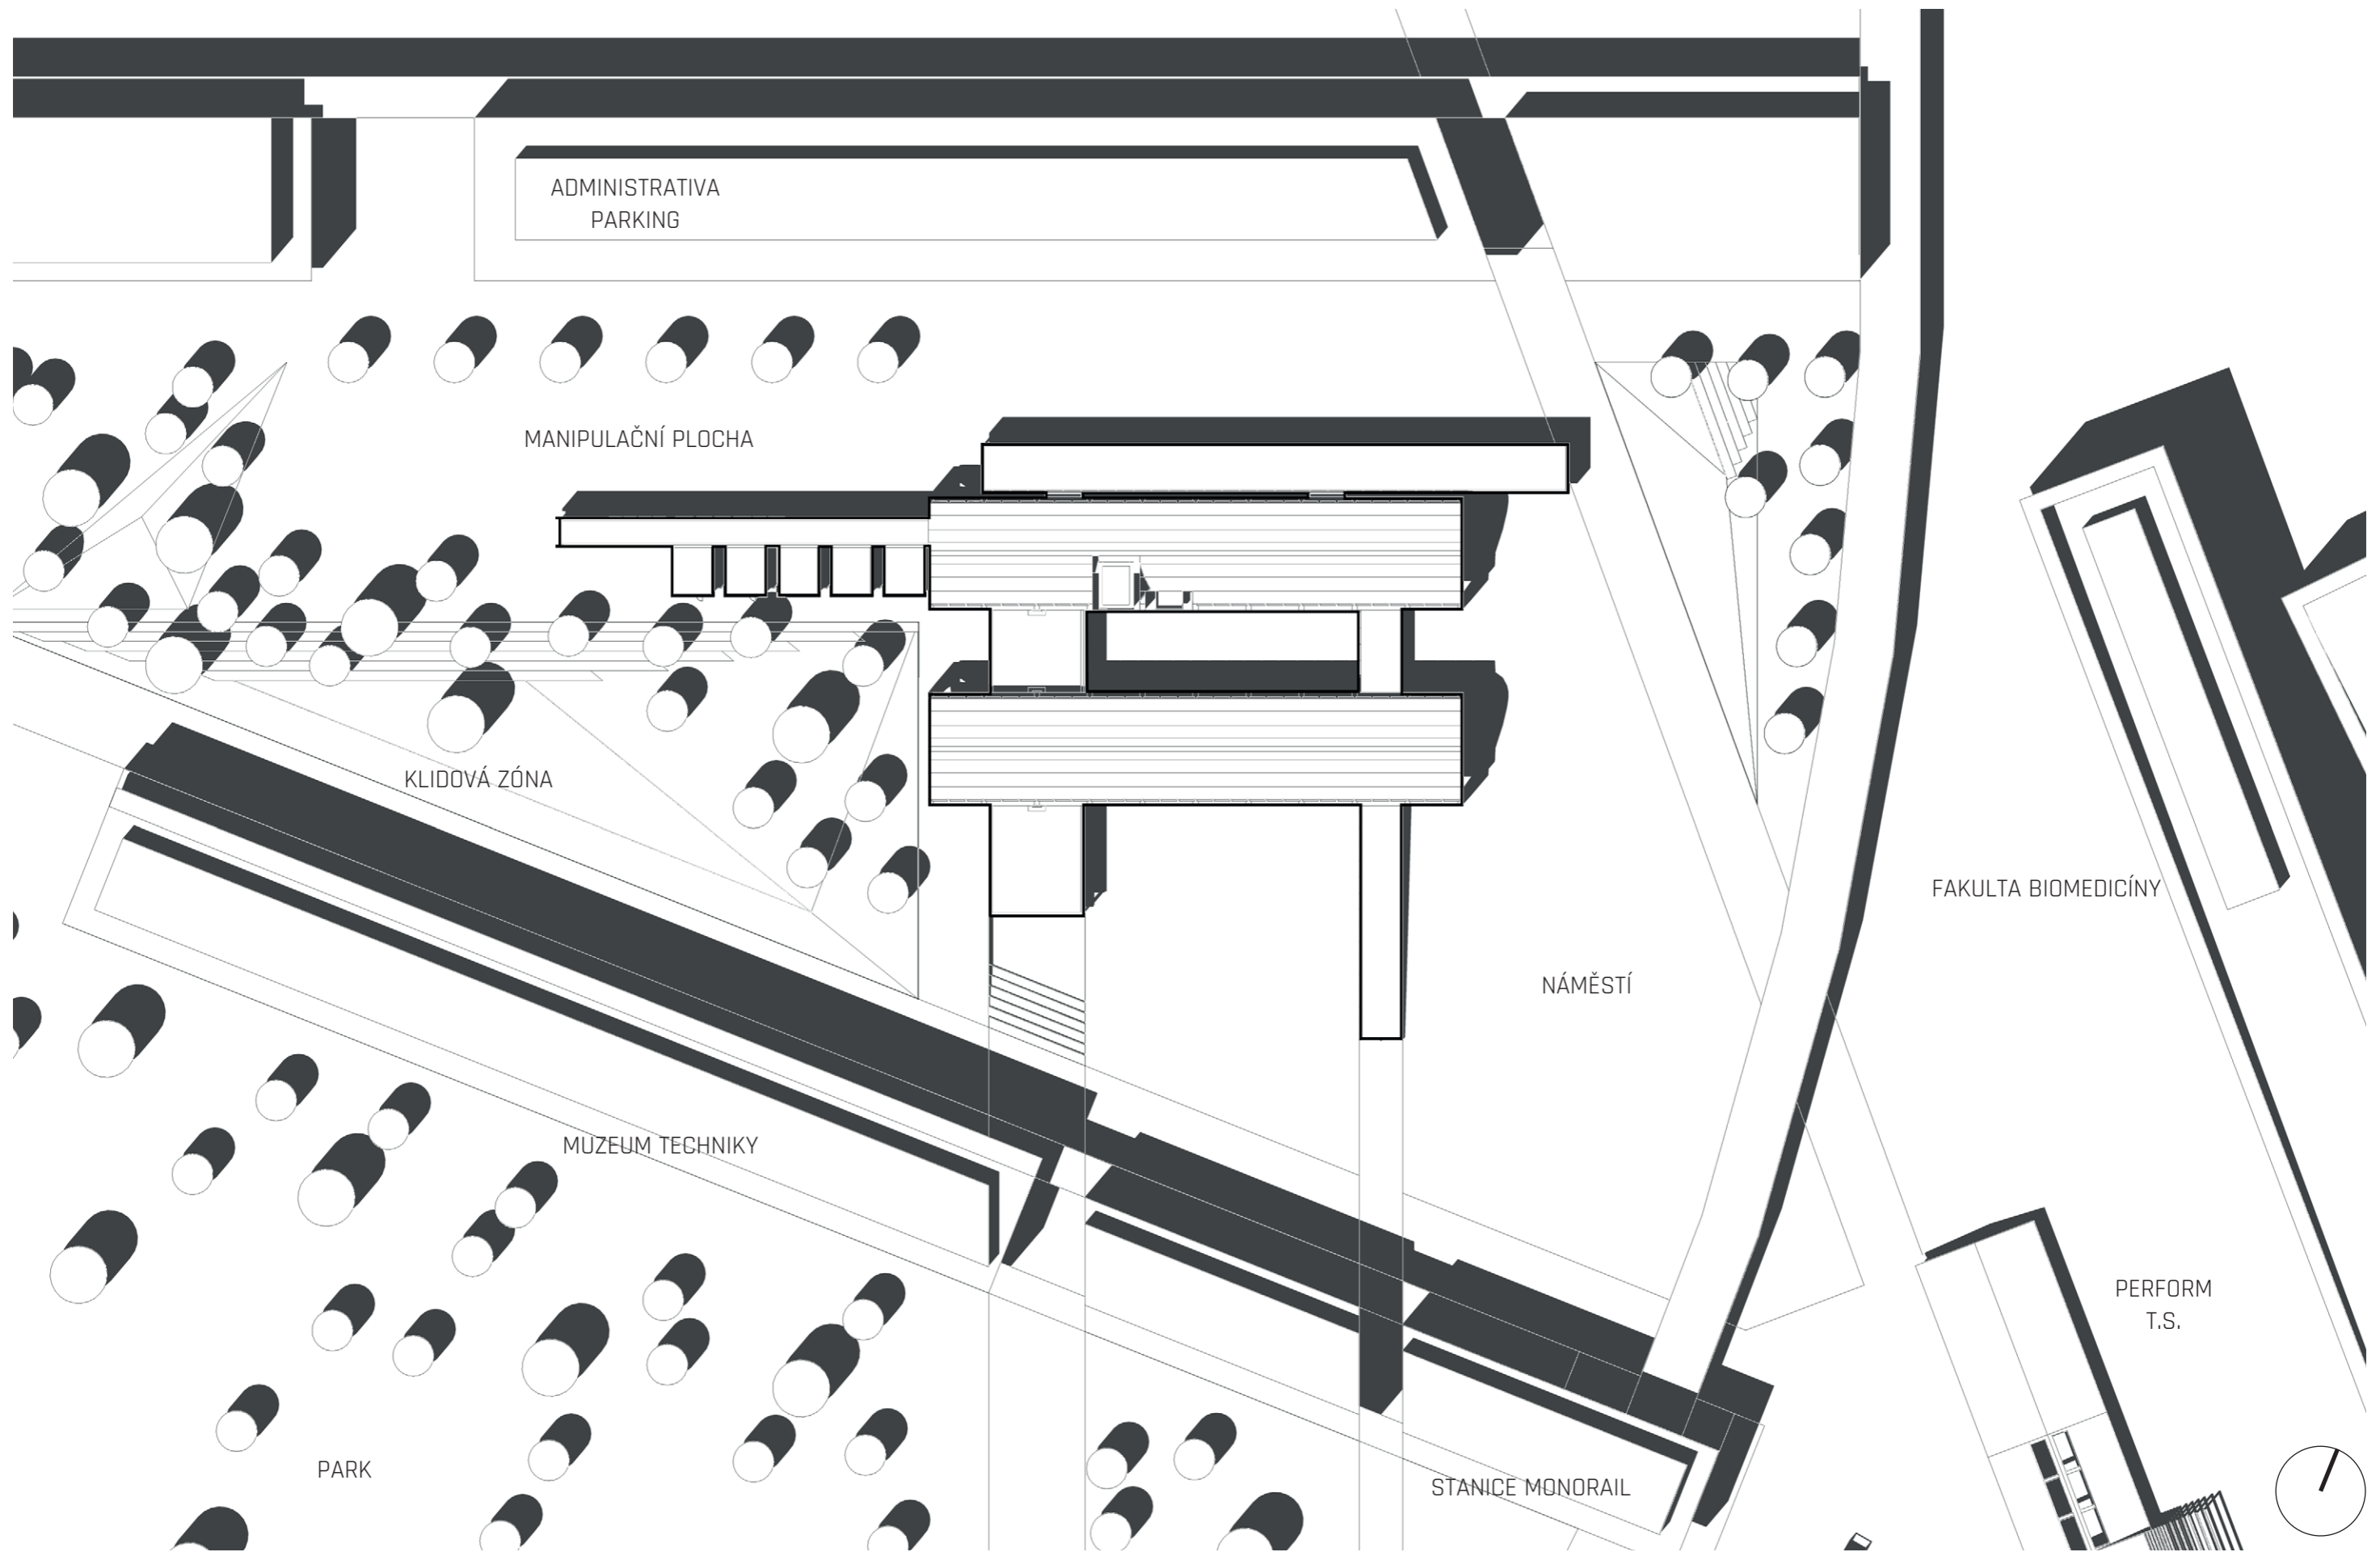 ADMINISTRATIVA
PARKING
MANIPULAČNÍ PLOCHA
KLIDOVÁ ZÓNA
FAKULTA BIOMEDICÍNY
NÁMĚSTÍ
MUZEUM TECHNIKY
PERFORM
T.S.
PARK
STANICE MONORAIL